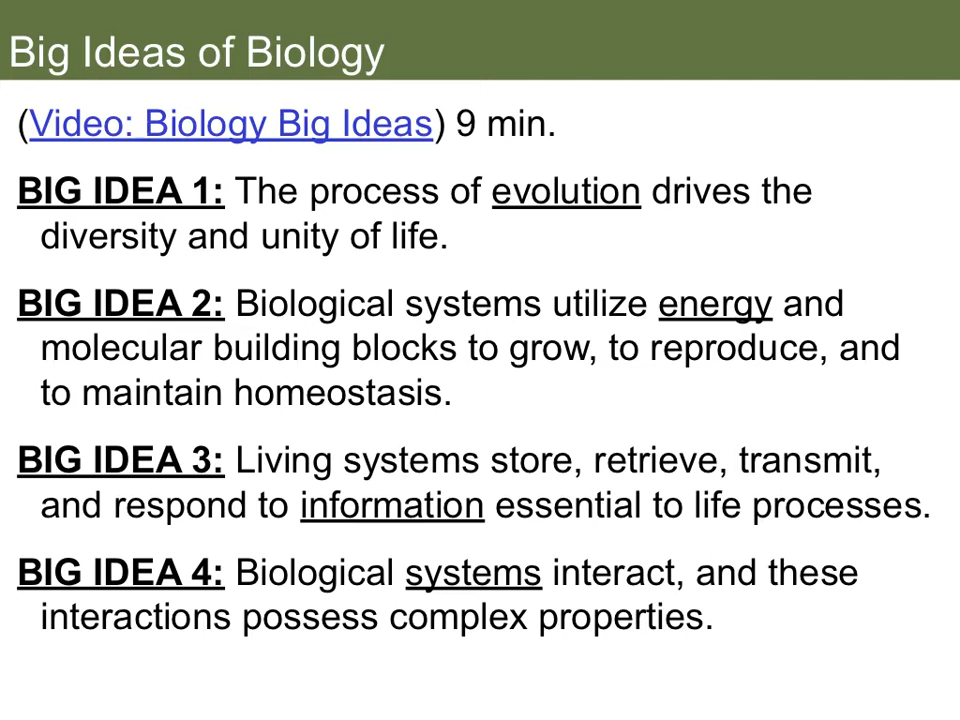 Big Ideas of Biology
(Video: Biology Big Ideas) 9 min.
BIG IDEA 1: The process of evolution drives the
diversity and unity of life.
BIG IDEA 2: Biological systems utilize energy and
molecular building blocks to grow, to reproduce, and
to maintain homeostasis.
BIG IDEA 3: Living systems store, retrieve, transmit,
and respond to information essential to life processes.
BIG IDEA 4: Biological systems interact, and these
interactions possess complex properties.